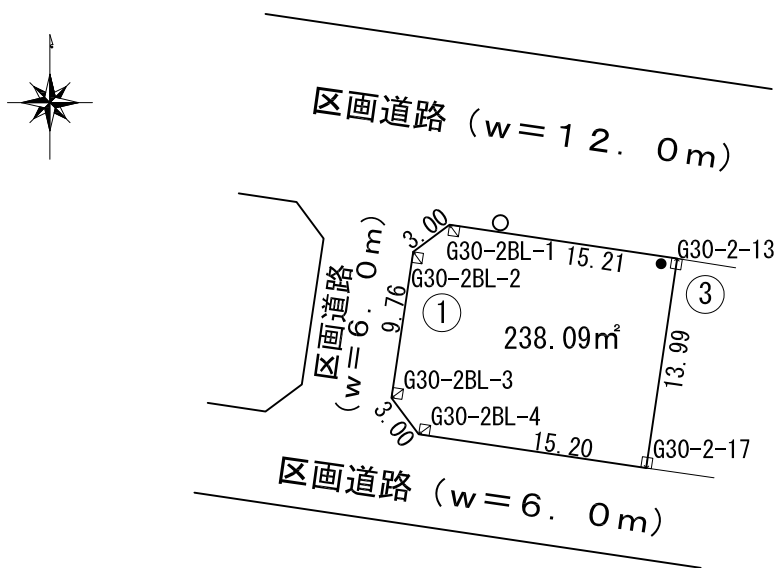 区画道路（ｗ＝１２．０ｍ）
3.00
G30-2BL-1
15.21
G30-2-13
G30-2BL-2
区画道路
（ｗ＝６．０ｍ）
9.76
①
③
238.09㎡
13.99
G30-2BL-3
3.00
G30-2BL-4
15.20
G30-2-17
区画道路（ｗ＝６．０ｍ）